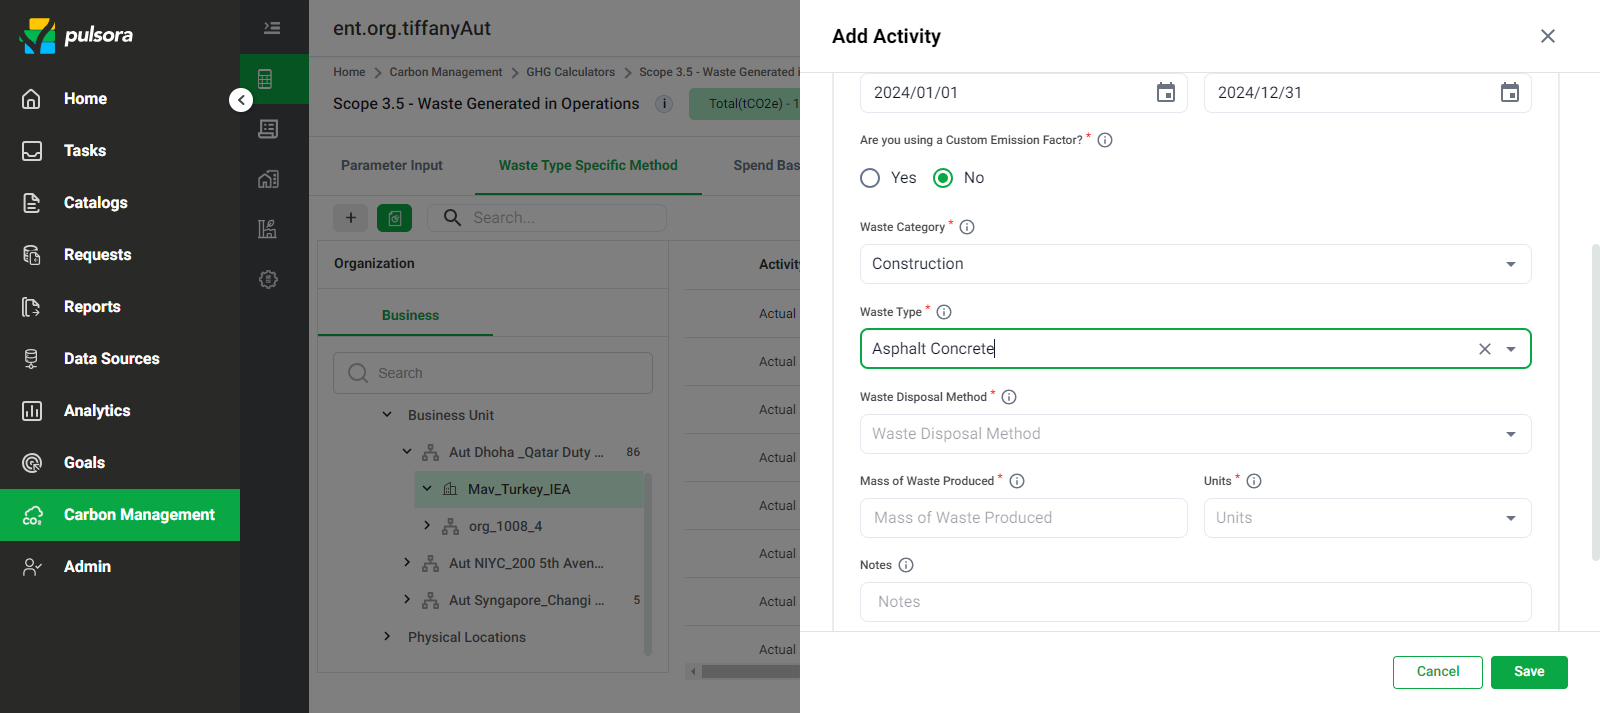 pulsora
Home
Tasks
Catalogs
Requests
Reports
Data Sources
Analytics
Goals
Carbon Management
Admin
ent.org.tiffanyAut
Home > Carbon Management > GHG Calculators > Scope 3.5 - Waste Generated i
Scope 3.5 - Waste Generated in Operations
Total(tCO2e) - 1
Parameter Input
Waste Type Specific Method
Spend Bas
Search...
Organization
Business
Search
Business Unit
Aut Dhoha _Qatar Duty ... 86
Mav_Turkey_IEA
org_1008_4
Aut NIYC_200 5th Aven...
Aut Syngapore_Changi ... 5
Physical Locations
Activity
Actual
Actual
Actual
Actual
Actual
Actual
Actual
Actual
Add Activity
2024/01/01
2024/12/31
Are you using a Custom Emission Factor? *
Yes
No
Waste Category *
Construction
Waste Type *
Asphalt Concrete
Waste Disposal Method *
Waste Disposal Method
Mass of Waste Produced *
Units *
Mass of Waste Produced
Units
Notes
Notes
Cancel
Save